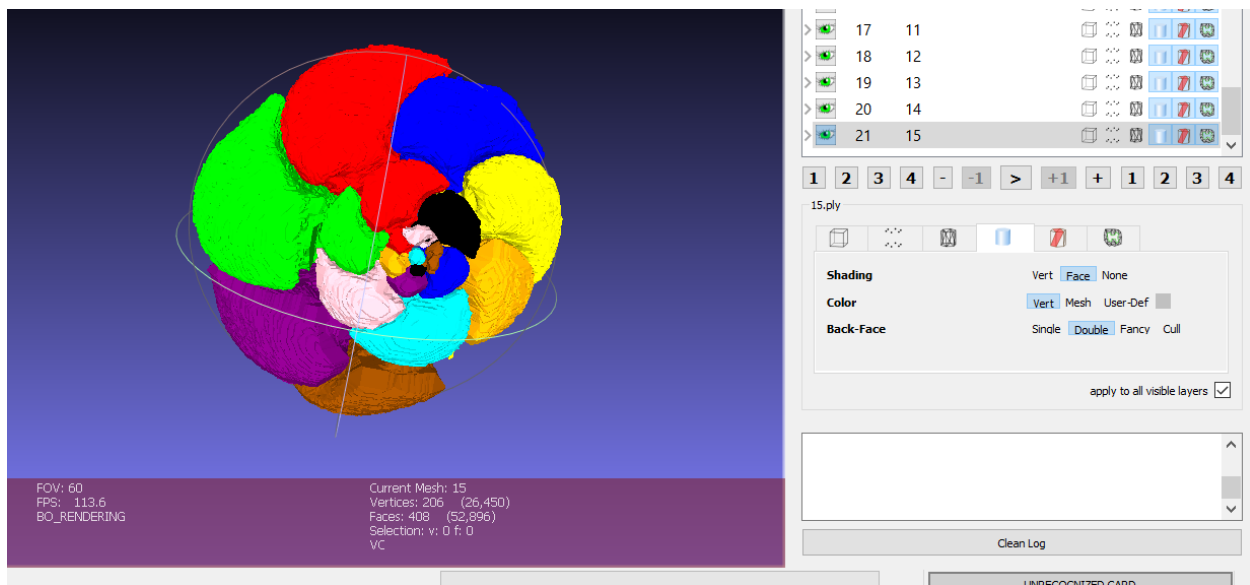 17 11
18 12
19 13
20 14
21 15
1 2 3 4 - -1 > +1 + 1 2 3 4
15.ply
Shading Vert Face None
Color Vert Mesh User-Def
Back-Face Single Double Fancy Cull
apply to all visible layers
FOV: 60
FPS: 113.6
BO_RENDERING
Current Mesh: 15
Vertices: 206 (26,450)
Faces: 408 (52,896)
Selection: v: 0 f: 0
VC
Clean Log
UNRECOGNIZED CARD